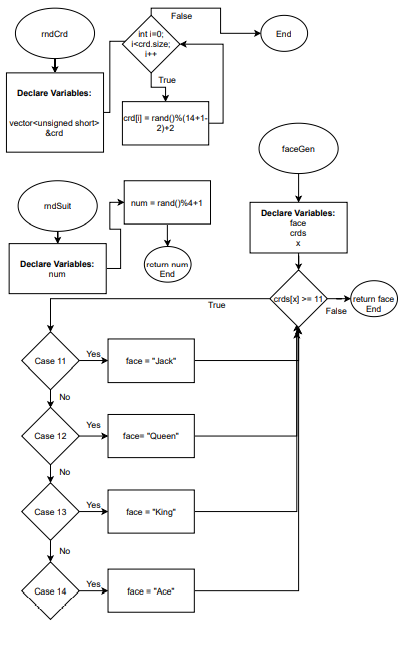 rndCrd
Declare Variables:
vector<unsigned short>
&crd
int i=0;
i<crd.size;
i++
False
End
True
crd[i] = rand()%(14+1-
2)+2
rndSuit
Declare Variables:
num
num = rand()%4+1
return num
End
faceGen
Declare Variables:
face
crds
x
crds[x] >= 11
True
False
return face
End
Case 11
Yes
face = "Jack"
No
Case 12
Yes
face= "Queen"
No
Case 13
Yes
face = "King"
No
Case 14
Yes
face = "Ace"